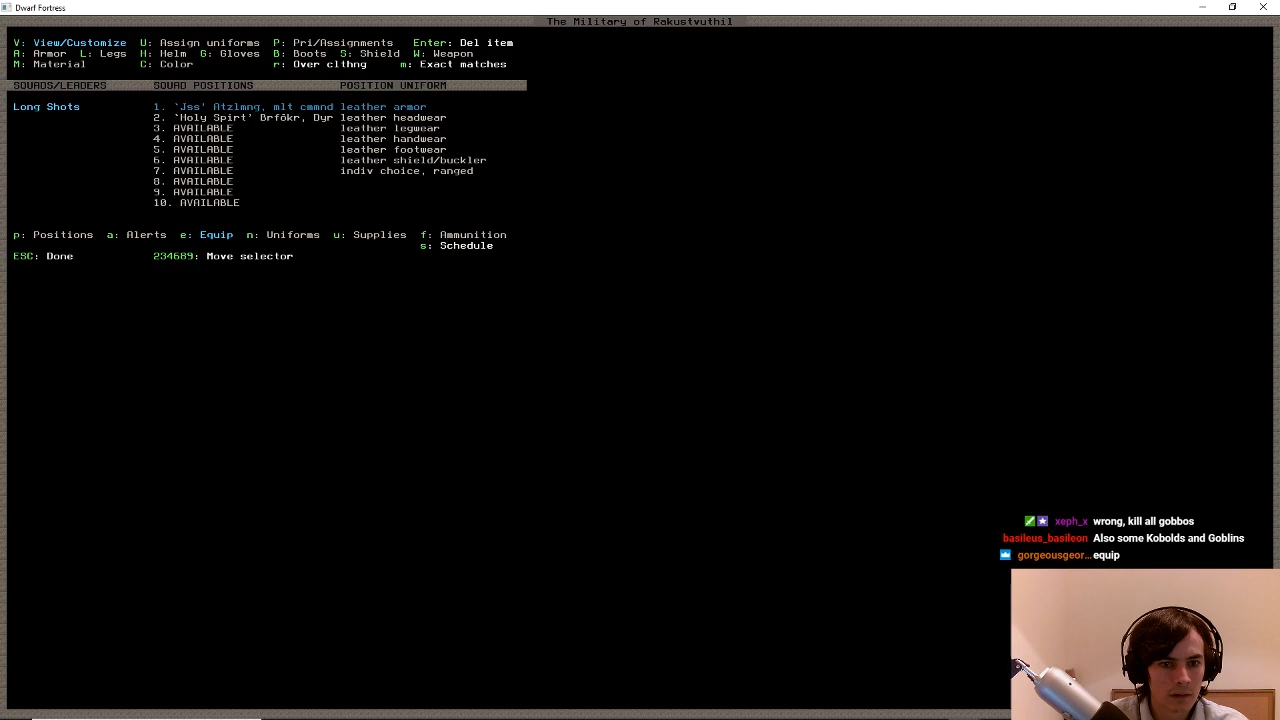 Dwarf Fortress
The Military of Rakustvuthil
V: View/Customize U: Assign uniforms P: Pri/Assignments Enter: Del item
A: Armor L: Legs H: Helm G: Gloves B: Boots S: Shield W: Weapon
M: Material C: Color r: Over clthng m: Exact matches
SQUADS/LEADERS SQUAD POSITIONS POSITION UNIFORM
Long Shots 1. `Jss' Atzlmng, mlt cmmnd leather armor
2. `Holy Spirt' Brfôkr, Dyr leather headwear
3. AVAILABLE leather legwear
4. AVAILABLE leather handwear
5. AVAILABLE leather footwear
6. AVAILABLE leather shield/buckler
7. AVAILABLE indiv choice, ranged
8. AVAILABLE
9. AVAILABLE
10. AVAILABLE
p: Positions a: Alerts e: Equip n: Uniforms u: Supplies f: Ammunition
s: Schedule
ESC: Done 234689: Move selector
xeph_x wrong, kill all gobbos
basileus_basileon Also some Kobolds and Goblins
gorgeousgeor... equip